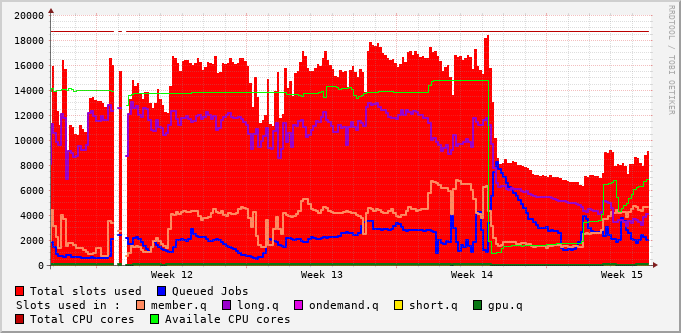 20000
18000
16000
14000
12000
10000
8000
6000
4000
2000
0
Week 12 Week 13 Week 14 Week 15
RRDTOOL / TOBI OETIKER
Total slots used Queued Jobs
Slots used in : member.q long.q ondemand.q short.q gpu.q
Total CPU cores Availale CPU cores